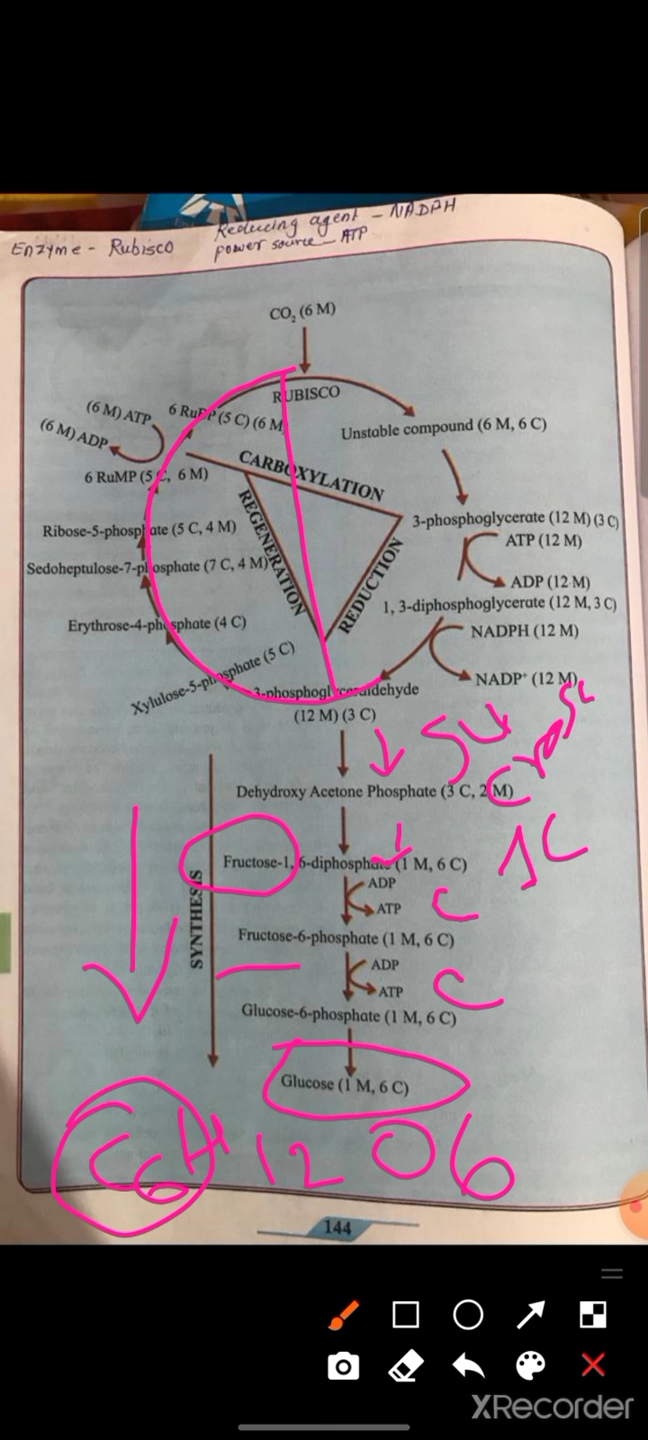 Reducing agent - NADPH
Enzyme - Rubisco
power source - ATP
CO₂ (6 M)
RUBISCO
6 RuBP (5 C) (6 M)
(6 M) ATP
(6 M) ADP
Unstable compound (6 M, 6 C)
CARBOXYLATION
6 RuMP (5 C, 6 M)
REGENERATION
REDUCTION
3-phosphoglycerate (12 M) (3 C)
ATP (12 M)
Ribose-5-phosphate (5 C, 4 M)
Sedoheptulose-7-phosphate (7 C, 4 M)
ADP (12 M)
1, 3-diphosphoglycerate (12 M, 3 C)
Erythrose-4-phosphate (4 C)
NADPH (12 M)
Xylulose-5-phosphate (5 C)
NADP⁺ (12 M)
3-phosphoglyceraldehyde
(12 M) (3 C)
Dehydroxy Acetone Phosphate (3 C, 2 M)
Fructose-1, 6-diphosphate (1 M, 6 C)
ADP
ATP
SYNTHESIS
Fructose-6-phosphate (1 M, 6 C)
ADP
ATP
Glucose-6-phosphate (1 M, 6 C)
Glucose (1 M, 6 C)
C6H12O6
144
XRecorder